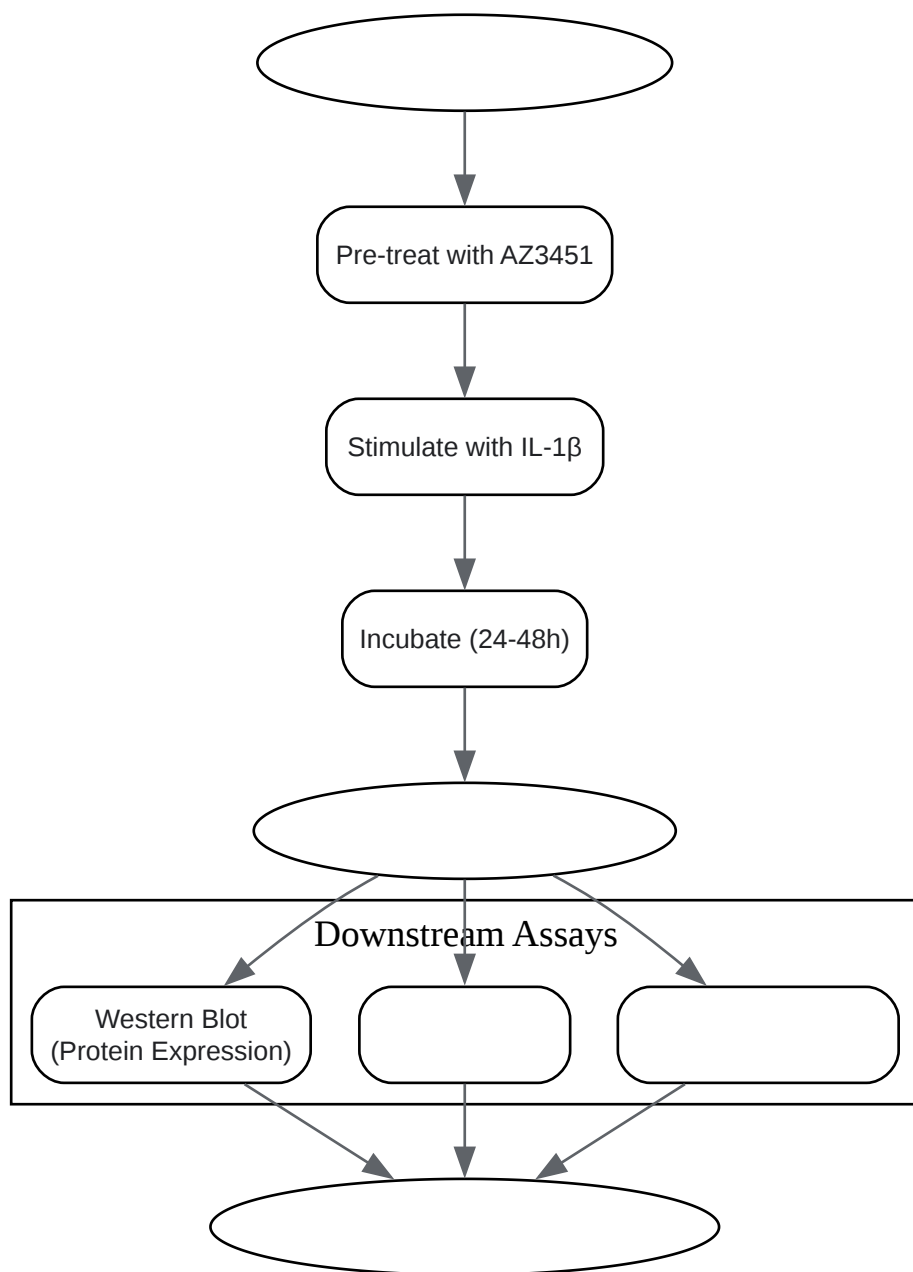 Pre-treat with AZ3451
Stimulate with IL-1β
Incubate (24-48h)
Downstream Assays
Western Blot
(Protein Expression)